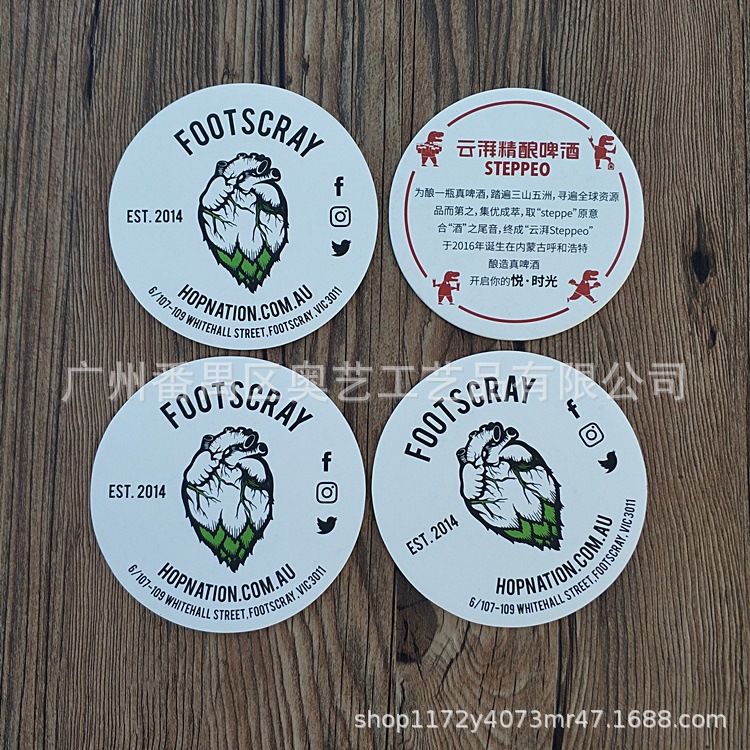 FOOTSCRAY
EST. 2014
HOPNATION.COM.AU
6/107-109 WHITEHALL STREET, FOOTSCRAY, VIC 3011
云湃精酿啤酒
STEPPEO
为酿一瓶真啤酒,踏遍三山五洲,寻遍全球资源
品而第之,集优成萃,取"steppe"原意
合"酒"之尾音,终成"云湃Steppeo"
于2016年诞生在内蒙古呼和浩特
酿造真啤酒
开启你的悦·时光
广州番禺区奥艺工艺品有限公司
FOOTSCRAY
EST. 2014
HOPNATION.COM.AU
6/107-109 WHITEHALL STREET, FOOTSCRAY, VIC 3011
FOOTSCRAY
EST. 2014
HOPNATION.COM.AU
6/107-109 WHITEHALL STREET, FOOTSCRAY, VIC 3011
shop1172y4073mr47.1688.com